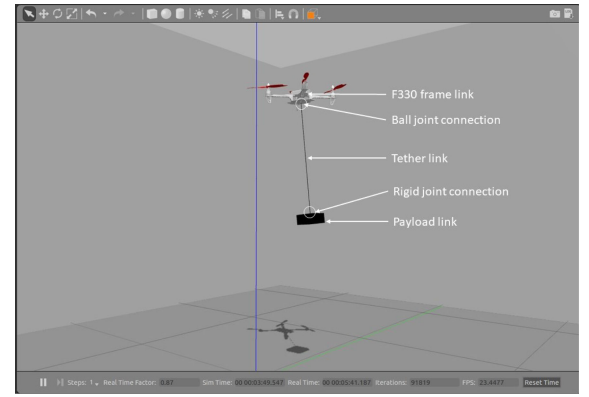 F330 frame link
Ball joint connection
Tether link
Rigid joint connection
Payload link
Steps: 1 Real Time Factor: 0.87 Sim Time: 00 00:03:49.547 Real Time: 00 00:05:41.187 Iterations: 91819 FPS: 23.4477 Reset Time